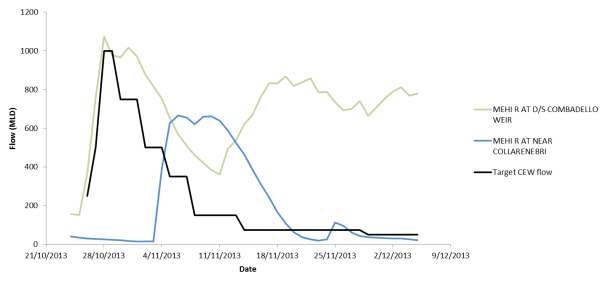 1200
1000
800
600
400
200
0
Flow (MLD)
21/10/2013
28/10/2013
4/11/2013
11/11/2013
18/11/2013
25/11/2013
2/12/2013
9/12/2013
Date
MEHI R AT D/S COMBADELLO
WEIR
MEHI R AT NEAR
COLLARENEBRI
Target CEW flow